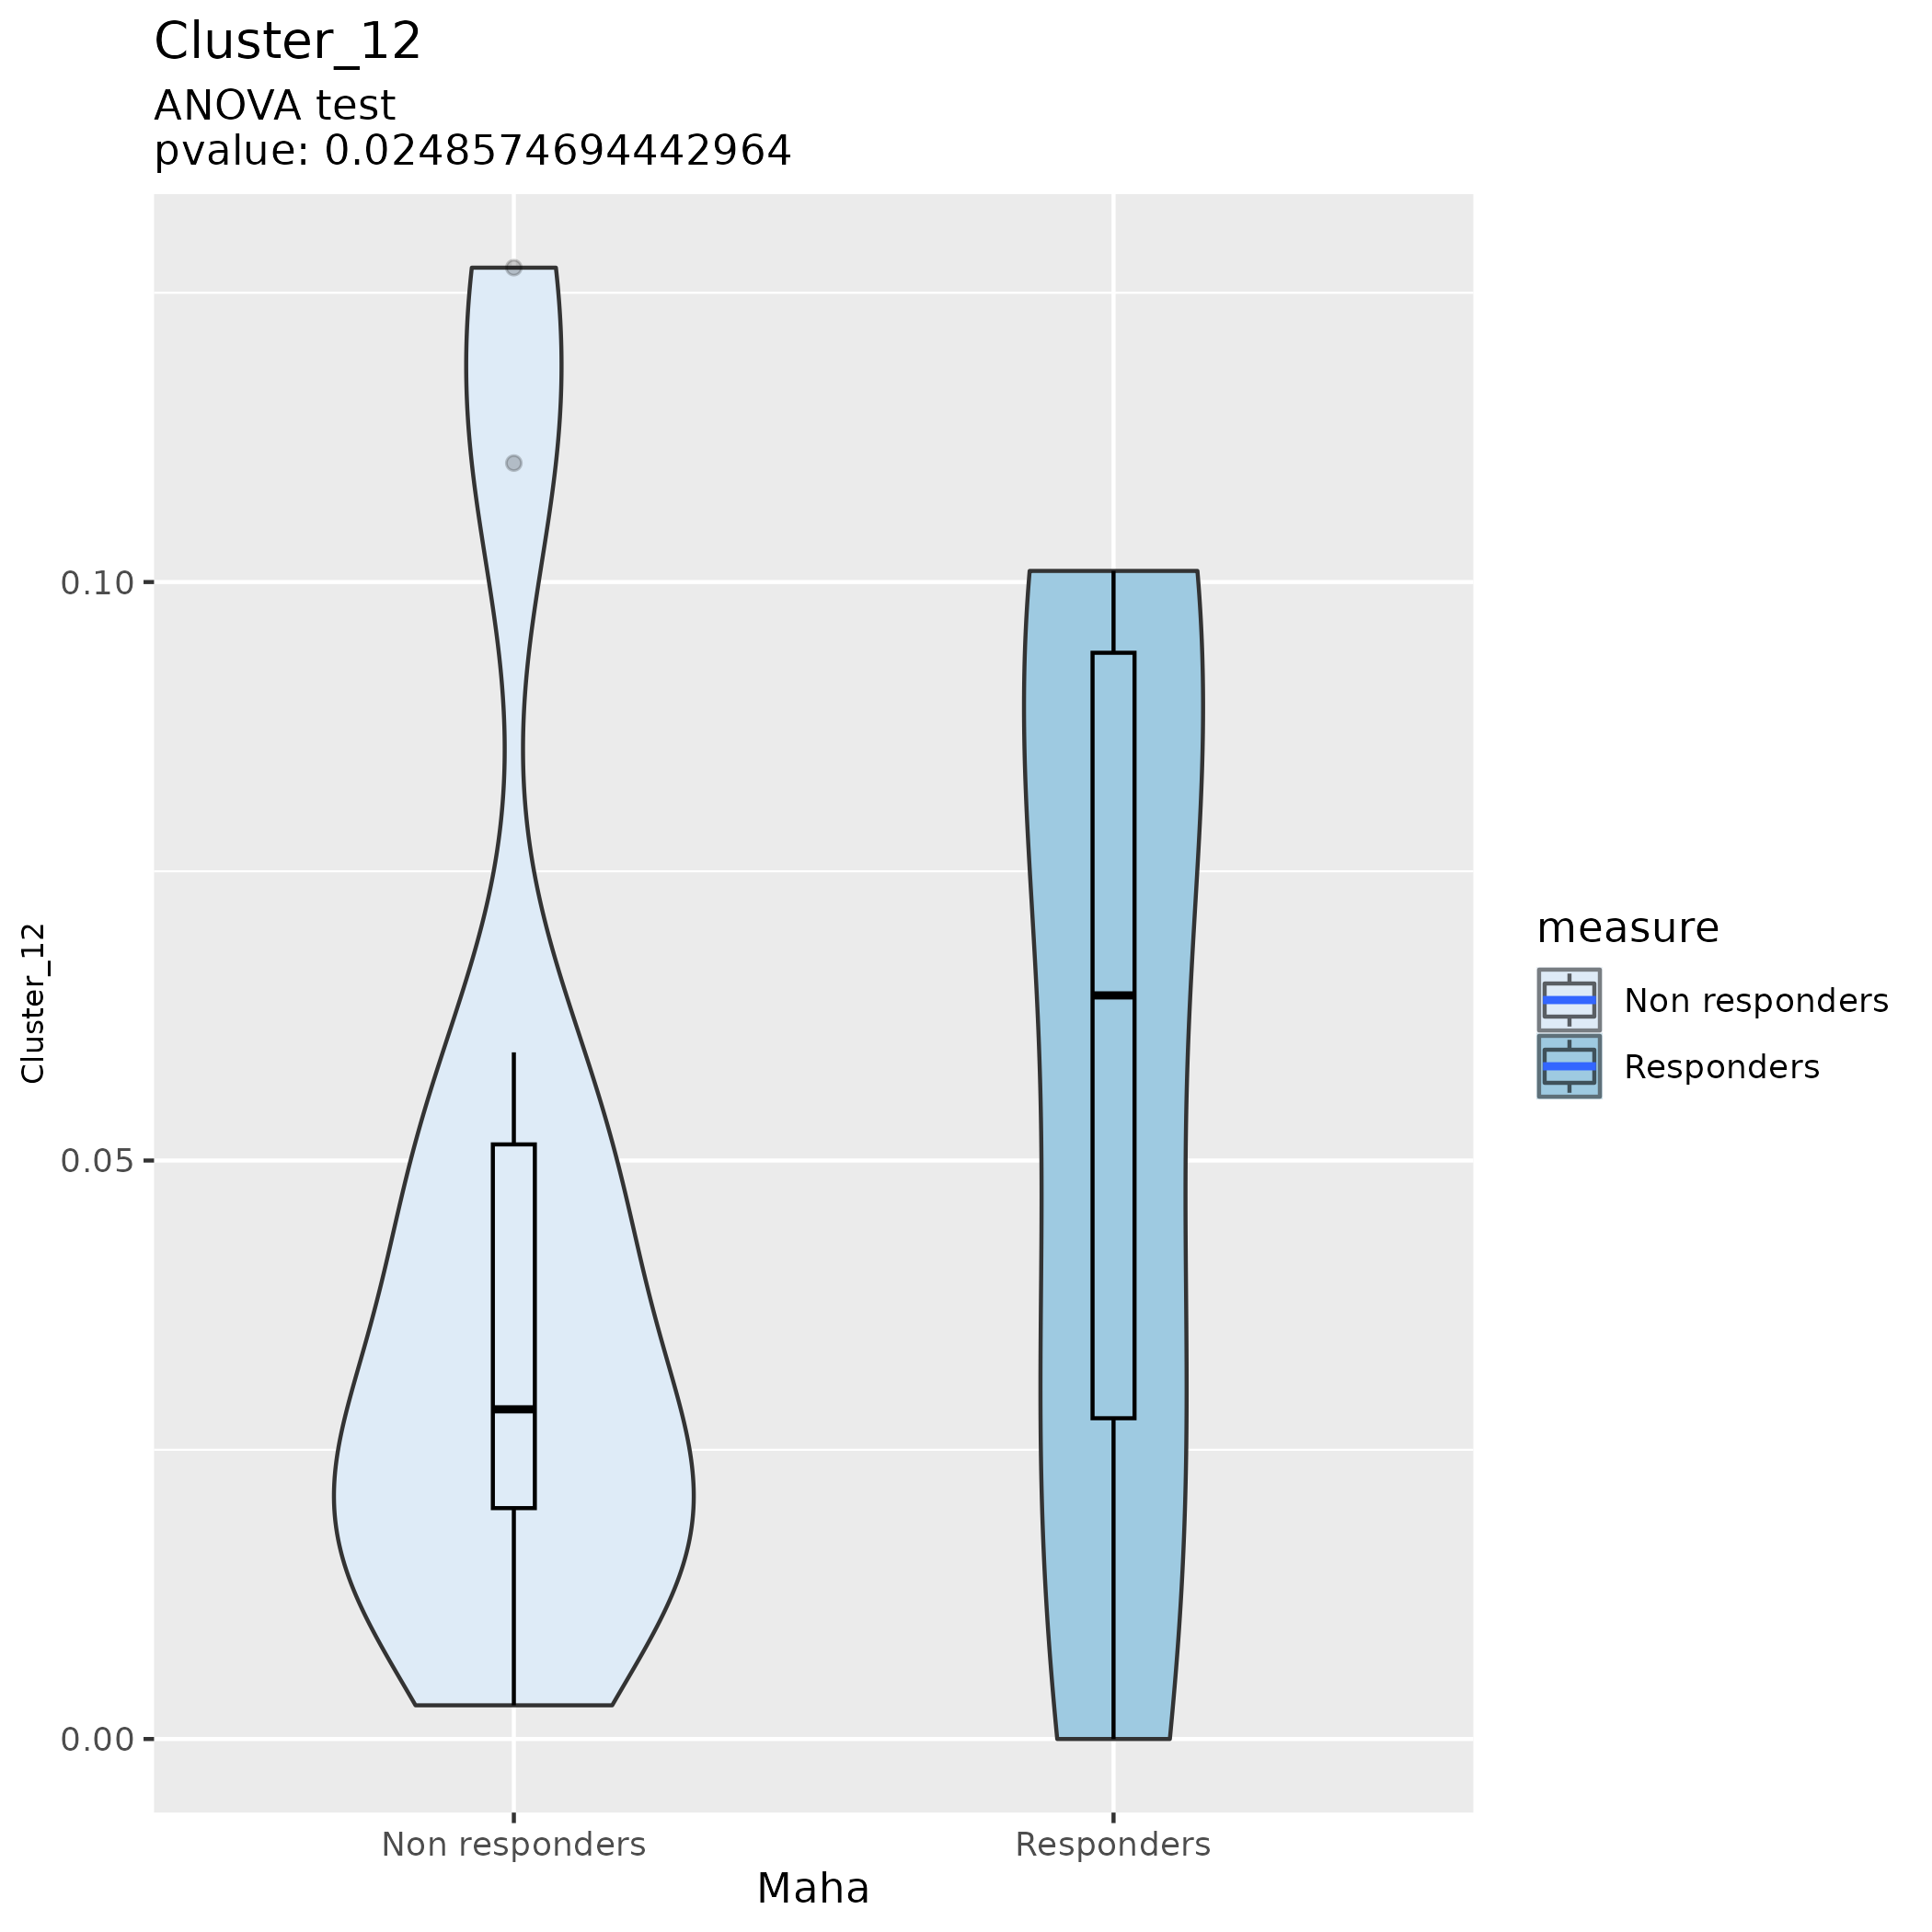 Cluster_12
ANOVA test
pvalue: 0.0248574694442964
Cluster_12
0.10
0.05
0.00
Non responders
Responders
Maha
measure
Non responders
Responders